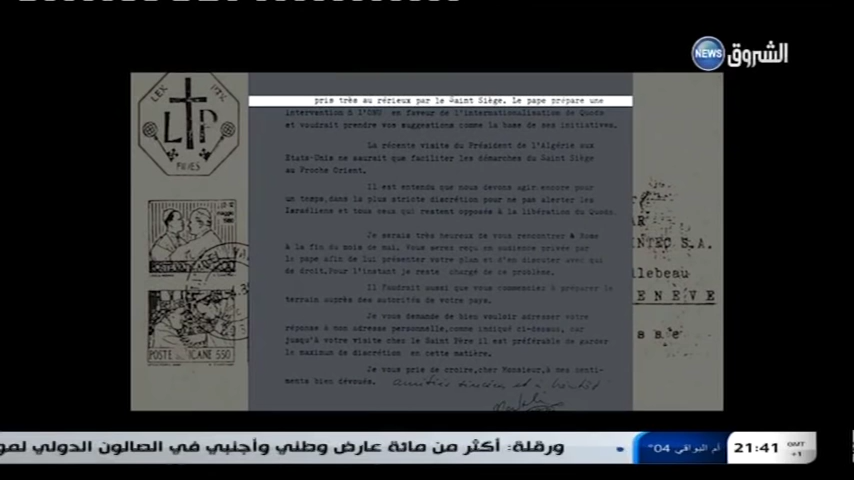 الشروق
NEWS
LEX PTK
L P
PAXES
POSTE VATICANE 550
pris très au rérieux par le Saint Siège. Le pape prépare une
intervention à l'ONU en faveur de l'internationalisation de Quods
et voudrait prendre vos suggestions comme la base de ses initiatives.
La récente visite du Président de l'Algérie aux
Etats-Unis ne saurait que faciliter les démarches du Saint Siège
au Proche Orient.
Il est entendu que nous devons agir encore pour
un temps,dans la plus stricte discrétion pour ne pas alerter les
Israéliens et tous ceux qui restent opposés à la libération du Quods.
Je serais très heureux de vous rencontrer à Rome
à la fin du mois de mai. Vous serez reçu en audience privée par
le pape afin de lui présenter votre plan et d'en discuter avec qui
de droit.Pour l'instant je reste chargé de ce problème.
Il faudrait aussi que vous commenciez à préparer le
terrain auprès des autorités de votre pays.
Je vous demande de bien vouloir adresser votre
réponse à mon adresse personnelle,comme indiqué ci-dessus, car
jusqu'à votre visite chez le Saint Père il est préférable de garder
le maximum de discrétion en cette matière.
Je vous prie de croire,cher Monsieur,à mes senti-
ments bien dévoués.
AR
INTEC S.A.
llebeau
ENEVE
sse
ورقلة: أكثر من مائة عارض وطني وأجنبي في الصالون الدولي لمو
أم البواقي 04°
21:41 GMT +1